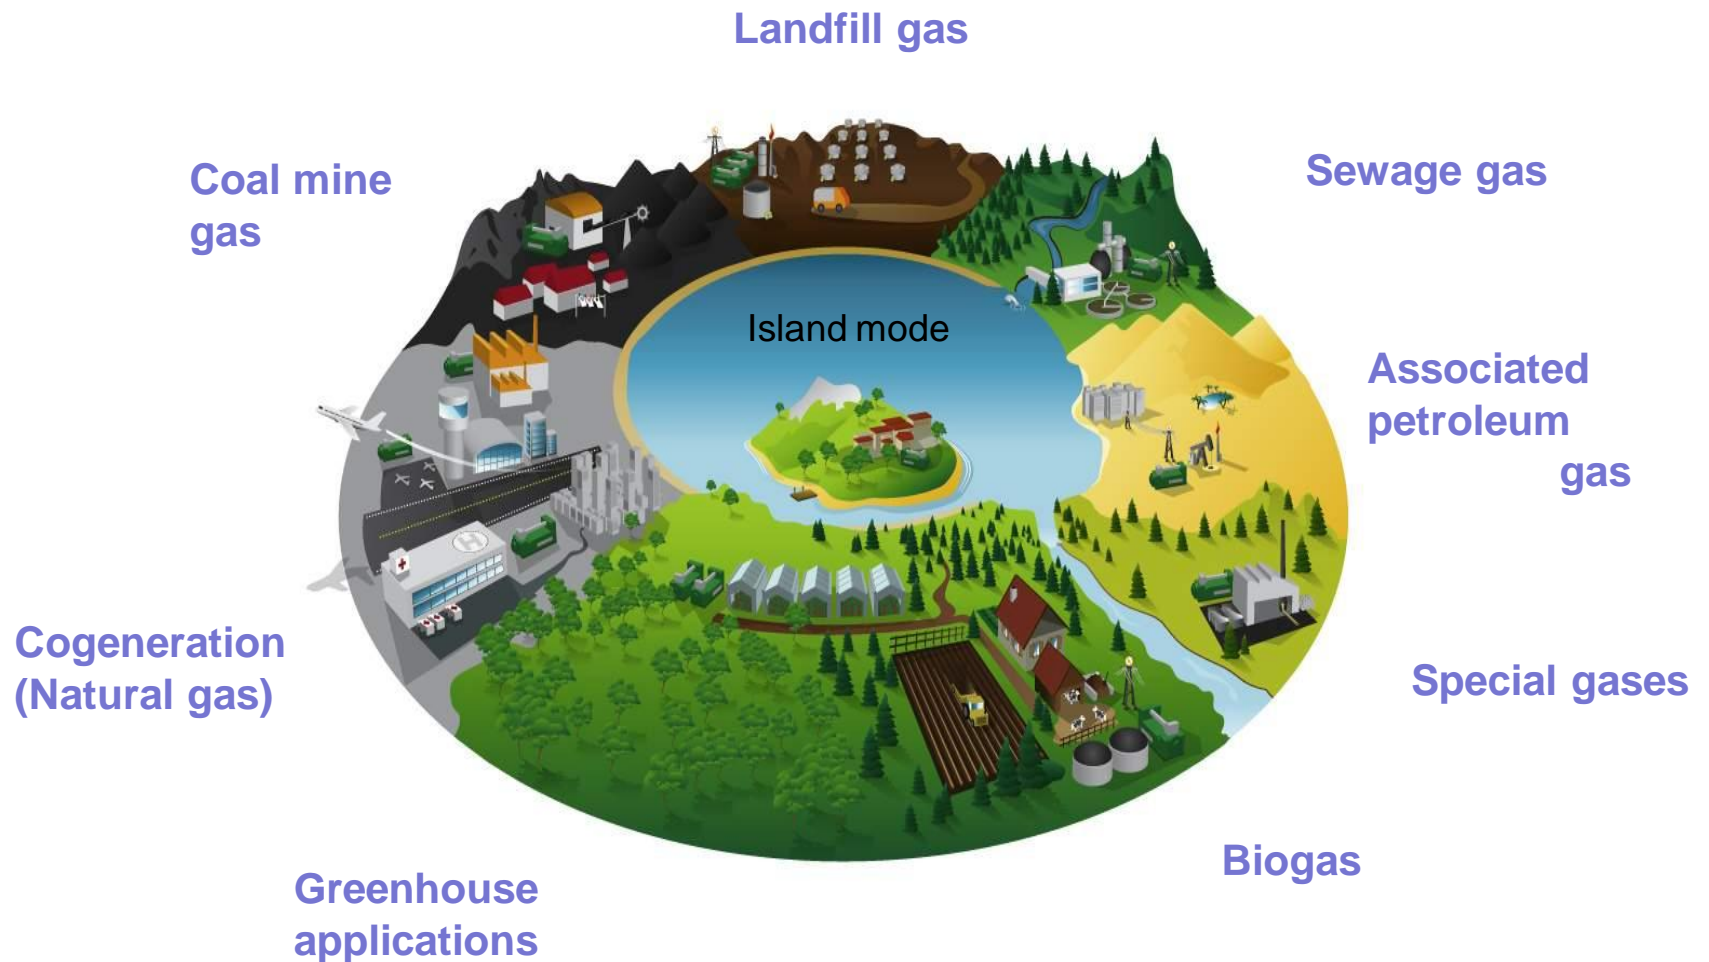 Landfill gas
Coal mine
gas
Sewage gas
Island mode
Associated
petroleum
gas
H
Cogeneration
(Natural gas)
Special gases
Biogas
Greenhouse
applications